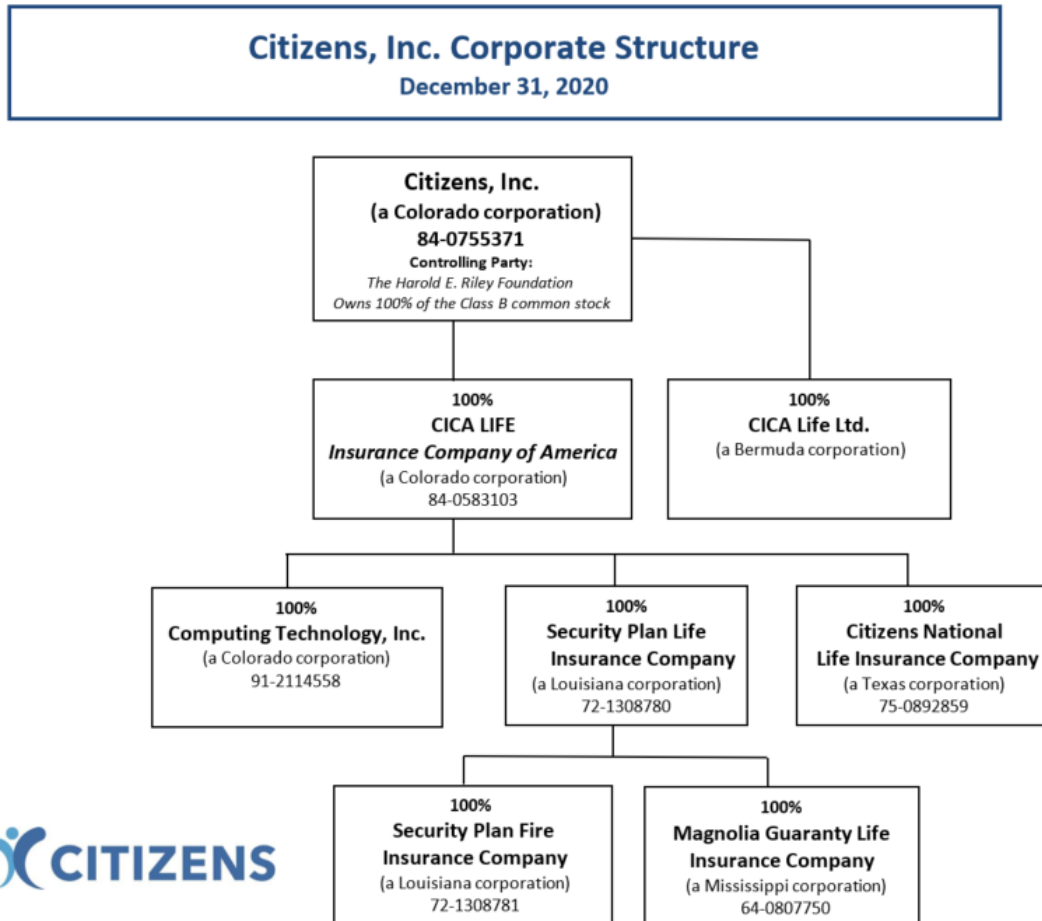 Citizens, Inc. Corporate Structure
December 31, 2020
Citizens, Inc.
(a Colorado corporation)
84-0755371
Controlling Party:
The Harold E. Riley Foundation
Owns 100% of the Class B common stock
100%
CICA LIFE
Insurance Company of America
(a Colorado corporation)
84-0583103
100%
CICA Life Ltd.
(a Bermuda corporation)
100%
Computing Technology, Inc.
(a Colorado corporation)
91-2114558
100%
Security Plan Life
Insurance Company
(a Louisiana corporation)
72-1308780
100%
Citizens National
Life Insurance Company
(a Texas corporation)
75-0892859
100%
Security Plan Fire
Insurance Company
(a Louisiana corporation)
72-1308781
100%
Magnolia Guaranty Life
Insurance Company
(a Mississippi corporation)
64-0807750
CITIZENS